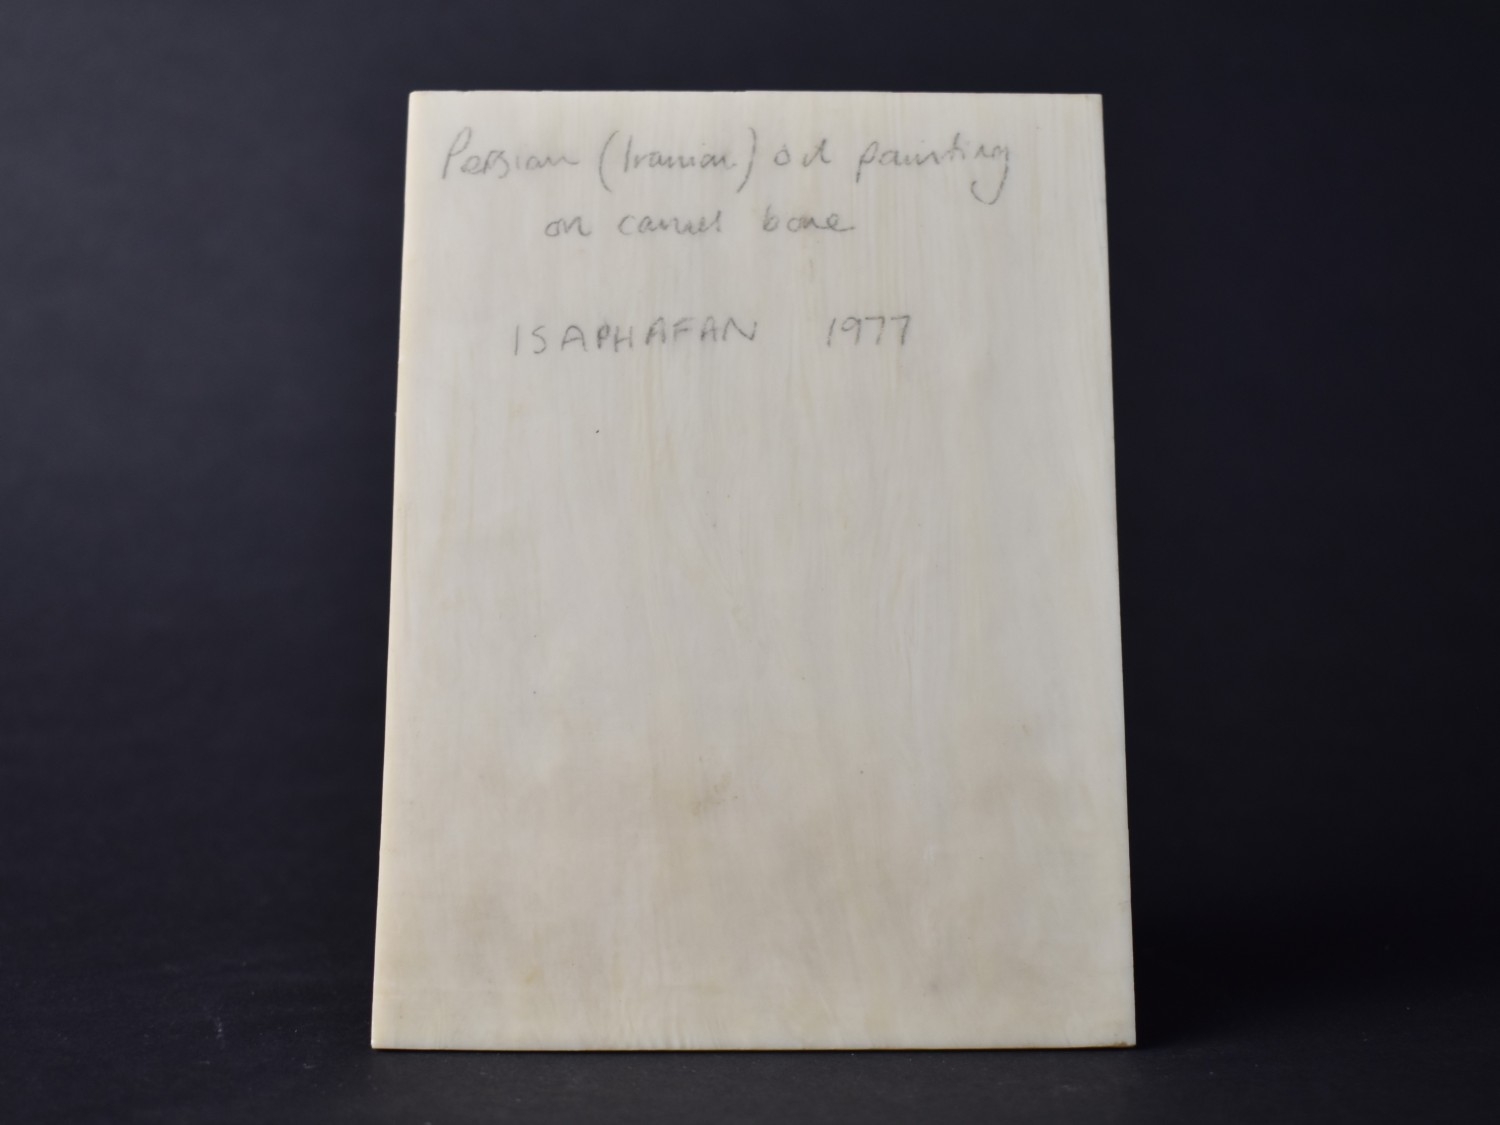 Persian (Iranian) oil painting
on camel bone
ISAPHAFAN 1977